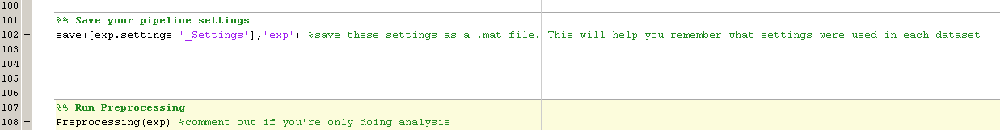 100
101 %% Save your pipeline settings
102 – save([exp.settings '_Settings'],'exp') %save these settings as a .mat file. This will help you remember what settings were used in each dataset
103
104
105
106
107 %% Run Preprocessing
108 – Preprocessing(exp) %comment out if you're only doing analysis